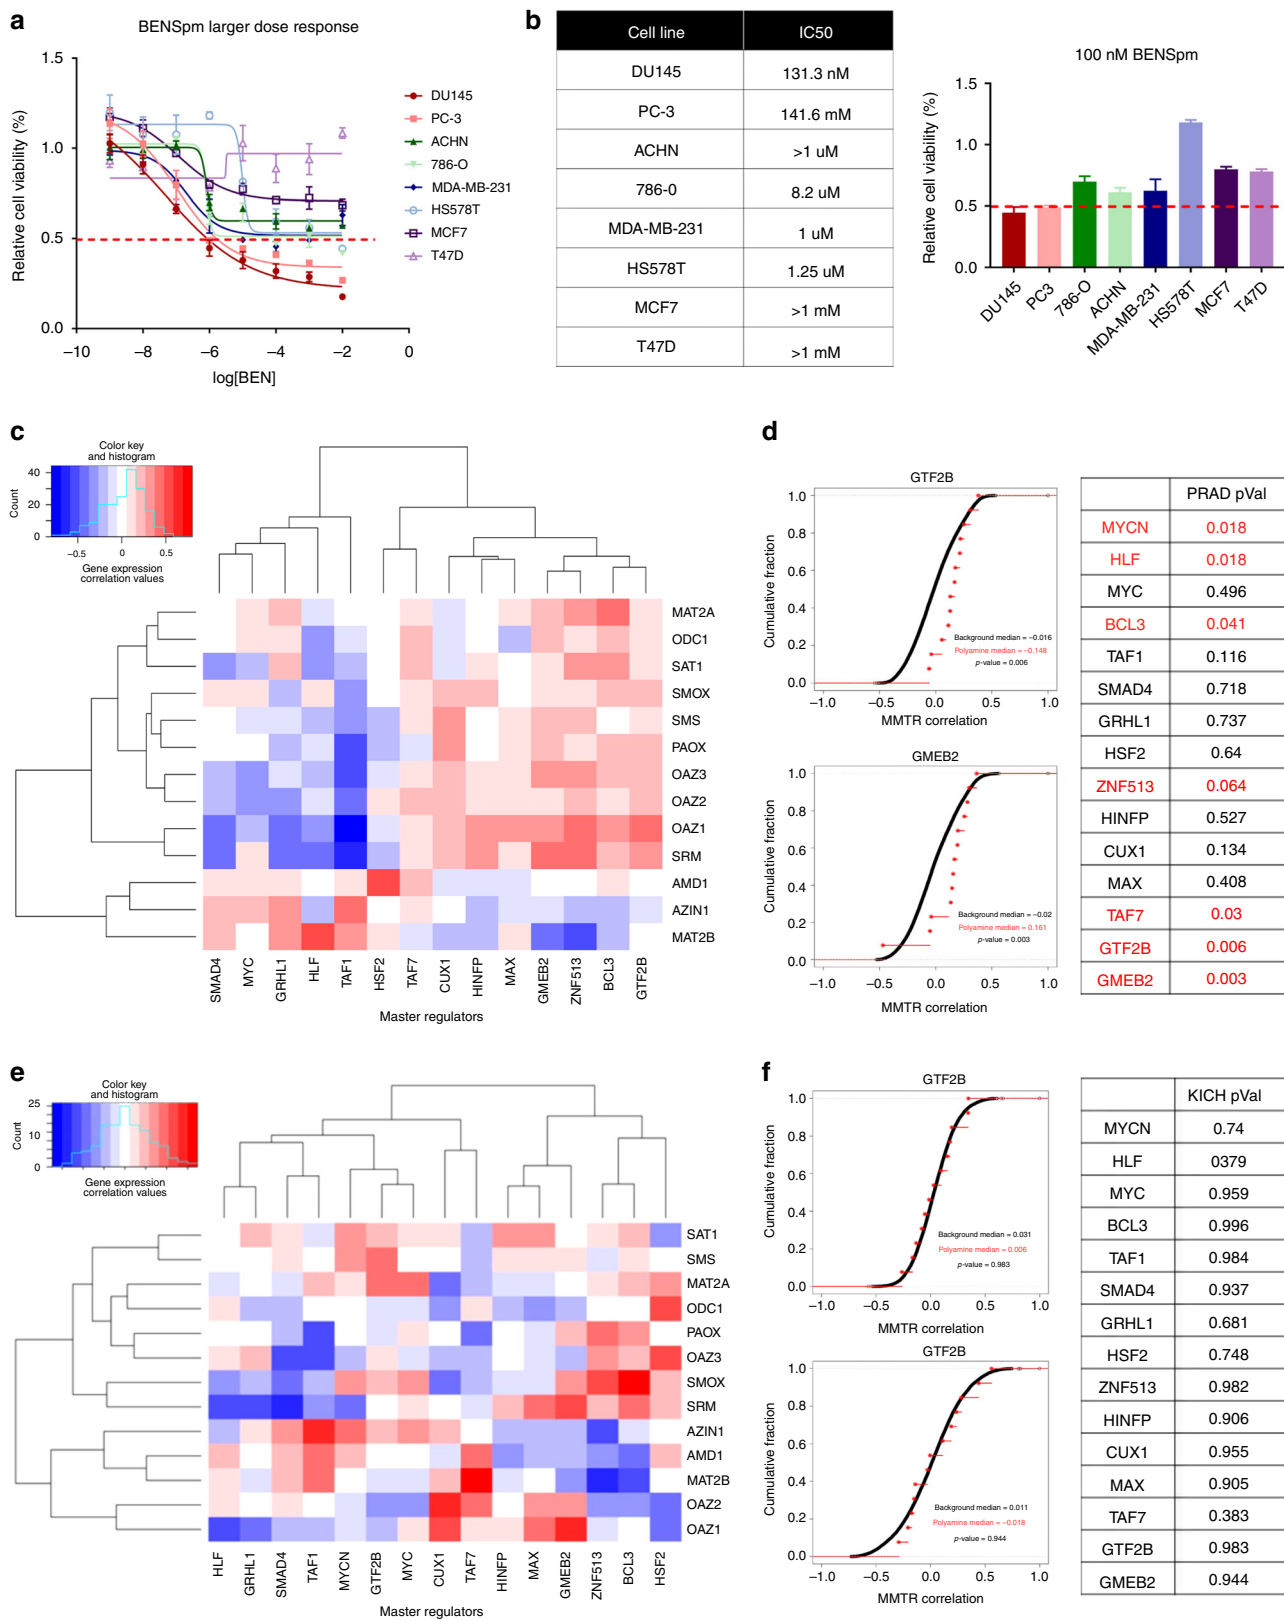 a
BENSpm larger dose response
Relative cell viability (%)
1.5
1.0
0.5
0.0
−10
−8
−6
−4
−2
0
log[BEN]
DU145
PC-3
ACHN
786-O
MDA-MB-231
HS578T
MCF7
T47D
b
Cell line IC50
DU145 131.3 nM
PC-3 141.6 mM
ACHN >1 uM
786-0 8.2 uM
MDA-MB-231 1 uM
HS578T 1.25 uM
MCF7 >1 mM
T47D >1 mM
100 nM BENSpm
Relative cell viability (%)
1.5
1.0
0.5
0.0
DU145
PC3
786-O
ACHN
MDA-MB-231
HS578T
MCF7
T47D
c
Color key
and histogram
Count
40
20
0
−0.5 0 0.5
Gene expression
correlation values
MAT2A
ODC1
SAT1
SMOX
SMS
PAOX
OAZ3
OAZ2
OAZ1
SRM
AMD1
AZIN1
MAT2B
SMAD4
MYC
GRHL1
HLF
TAF1
HSF2
TAF7
CUX1
HINFP
MAX
GMEB2
ZNF513
BCL3
GTF2B
Master regulators
d
GTF2B
Cumulative fraction
1.0
0.8
0.6
0.4
0.2
0.0
Background median = −0.016
Polyamine median = −0.148
p-value = 0.006
−1.0 −0.5 0.0 0.5 1.0
MMTR correlation
GMEB2
Cumulative fraction
1.0
0.8
0.6
0.4
0.2
0.0
Background median = −0.02
Polyamine median = 0.161
p-value = 0.003
−1.0 −0.5 0.0 0.5 1.0
MMTR correlation
PRAD pVal
MYCN 0.018
HLF 0.018
MYC 0.496
BCL3 0.041
TAF1 0.116
SMAD4 0.718
GRHL1 0.737
HSF2 0.64
ZNF513 0.064
HINFP 0.527
CUX1 0.134
MAX 0.408
TAF7 0.03
GTF2B 0.006
GMEB2 0.003
e
Color key
and histogram
Count
25
10
0
Gene expression
correlation values
SAT1
SMS
MAT2A
ODC1
PAOX
OAZ3
SMOX
SRM
AZIN1
AMD1
MAT2B
OAZ2
OAZ1
HLF
GRHL1
SMAD4
TAF1
MYCN
GTF2B
MYC
CUX1
TAF7
HINFP
MAX
GMEB2
ZNF513
BCL3
HSF2
Master regulators
f
GTF2B
Cumulative fraction
1.0
0.8
0.6
0.4
0.2
0.0
Background median = 0.031
Polyamine median = 0.006
p-value = 0.983
−1.0 −0.5 0.0 0.5 1.0
MMTR correlation
GTF2B
Cumulative fraction
1.0
0.8
0.6
0.4
0.2
0.0
Background median = 0.011
Polyamine median = −0.018
p-value = 0.944
−1.0 −0.5 0.0 0.5 1.0
MMTR correlation
KICH pVal
MYCN 0.74
HLF 0379
MYC 0.959
BCL3 0.996
TAF1 0.984
SMAD4 0.937
GRHL1 0.681
HSF2 0.748
ZNF513 0.982
HINFP 0.906
CUX1 0.955
MAX 0.905
TAF7 0.383
GTF2B 0.983
GMEB2 0.944